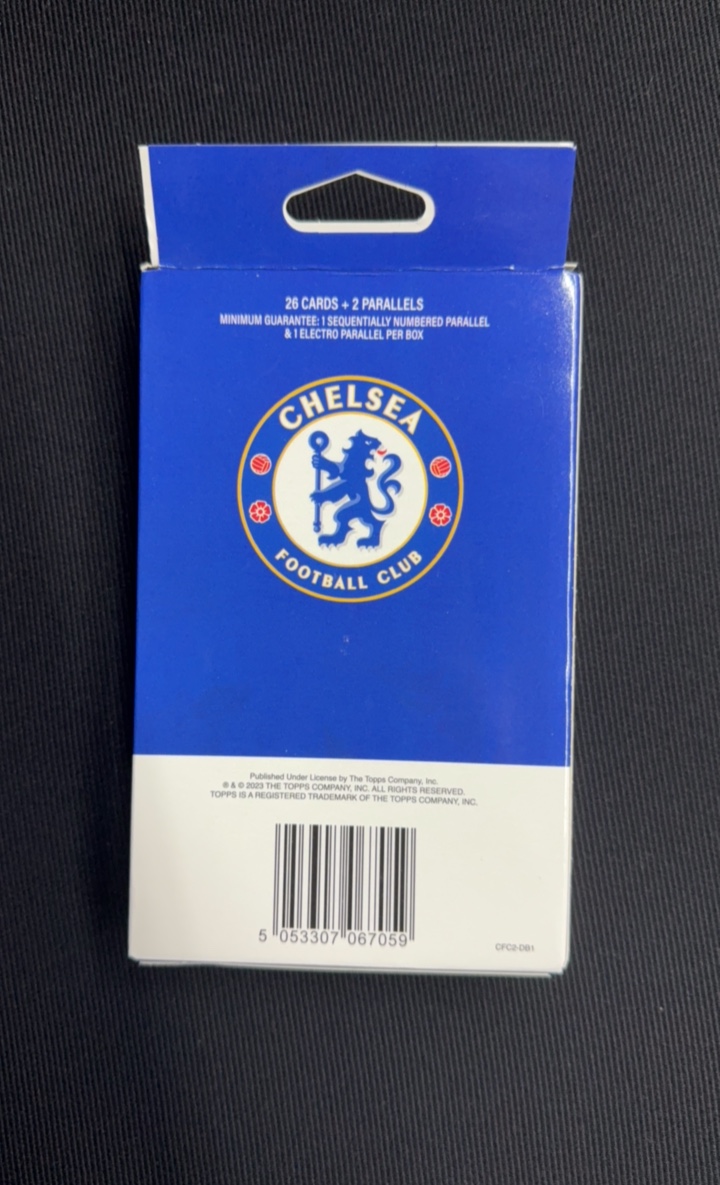 26 CARDS + 2 PARALLELS
MINIMUM GUARANTEE: 1 SEQUENTIALLY NUMBERED PARALLEL
& 1 ELECTRO PARALLEL PER BOX
CHELSEA
FOOTBALL CLUB
Published Under License by The Topps Company, Inc.
® & © 2023 THE TOPPS COMPANY, INC. ALL RIGHTS RESERVED.
TOPPS IS A REGISTERED TRADEMARK OF THE TOPPS COMPANY, INC.
5 053307 067059
CFC2-DB1